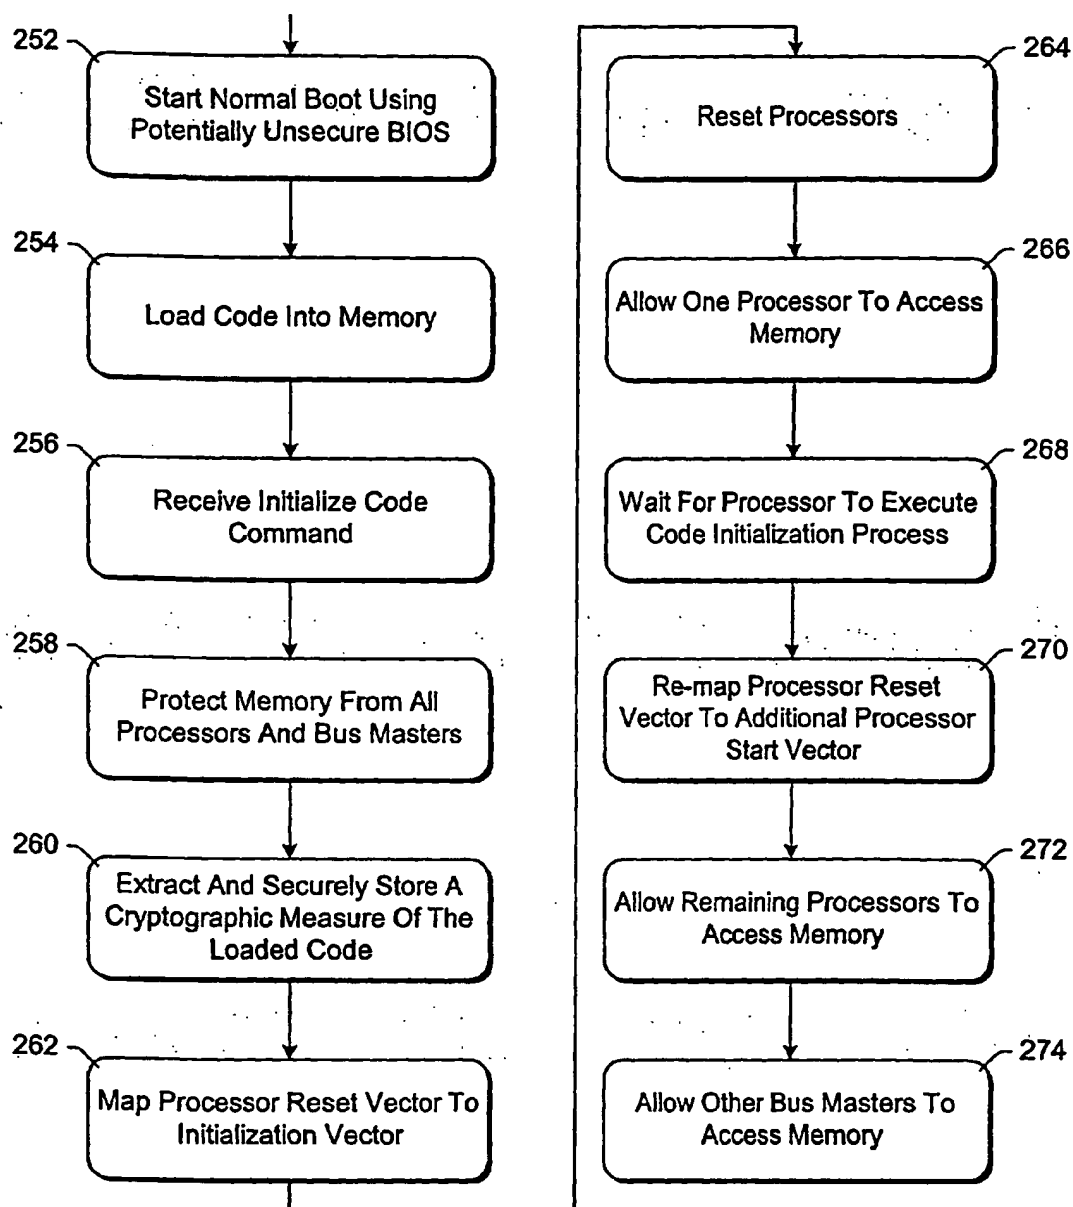 252
Start Normal Boot Using
Potentially Unsecure BIOS
254
Load Code Into Memory
256
Receive Initialize Code
Command
258
Protect Memory From All
Processors And Bus Masters
260
Extract And Securely Store A
Cryptographic Measure Of The
Loaded Code
262
Map Processor Reset Vector To
Initialization Vector
264
Reset Processors
266
Allow One Processor To Access
Memory
268
Wait For Processor To Execute
Code Initialization Process
270
Re-map Processor Reset
Vector To Additional Processor
Start Vector
272
Allow Remaining Processors To
Access Memory
274
Allow Other Bus Masters To
Access Memory